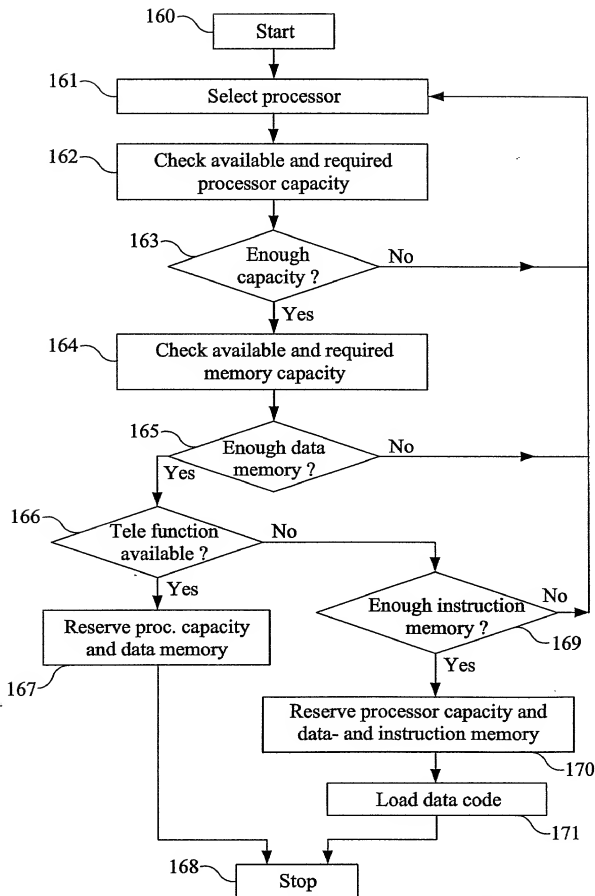 160
Start
161
Select processor
162
Check available and required
processor capacity
163
Enough
capacity ?
No
Yes
164
Check available and required
memory capacity
165
Enough data
memory ?
No
Yes
166
Tele function
available ?
No
Yes
Enough instruction
memory ?
No
169
Yes
Reserve proc. capacity
and data memory
167
Reserve processor capacity and
data- and instruction memory
170
Load data code
171
168
Stop